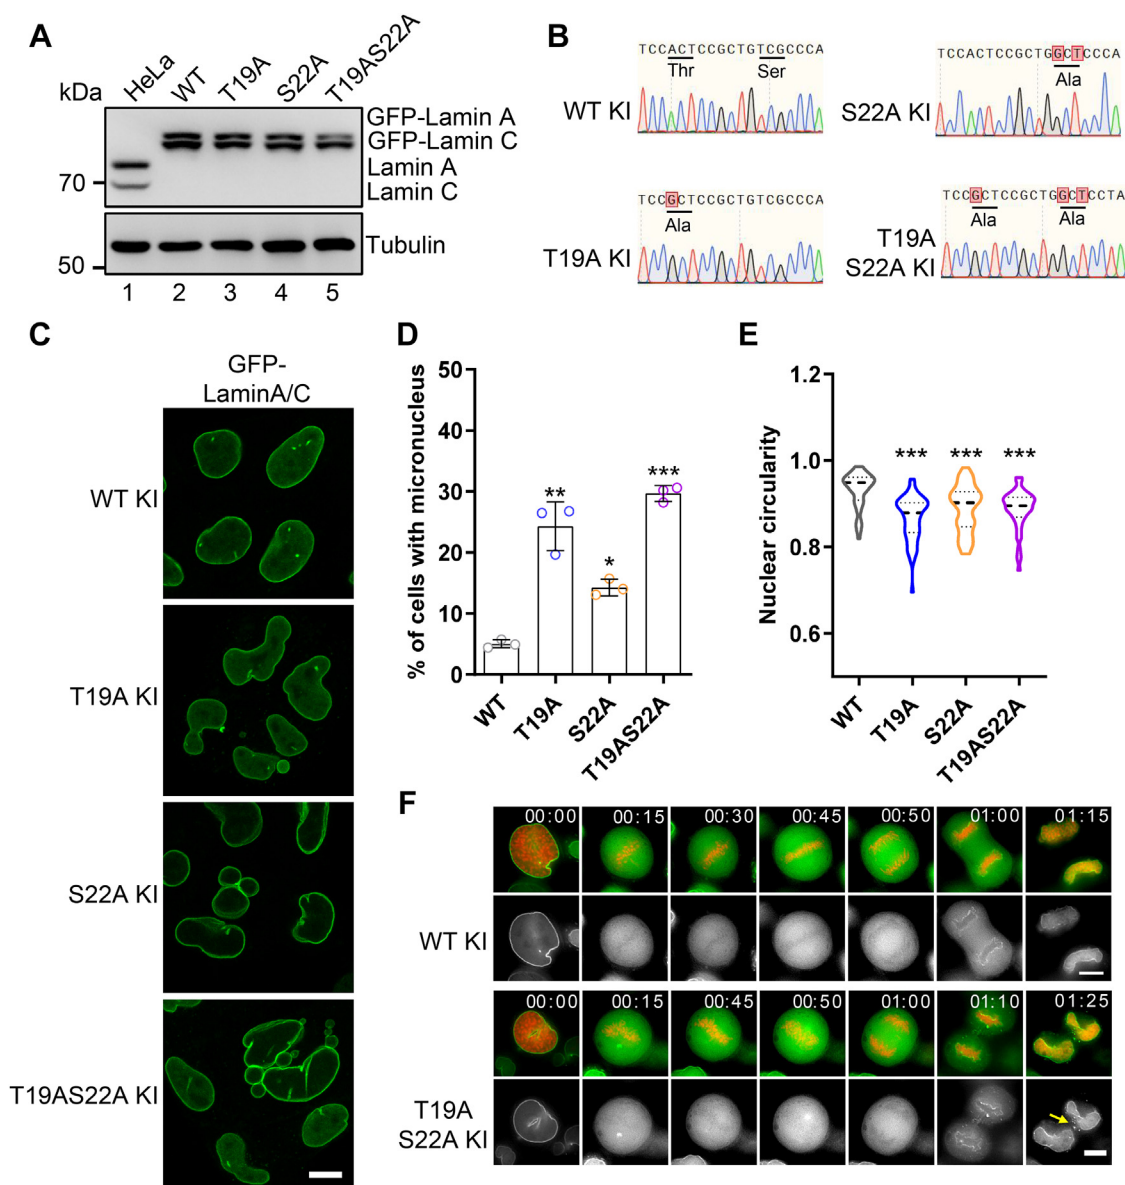 A
HeLa
WT
T19A
S22A
T19AS22A
kDa
GFP-Lamin A
GFP-Lamin C
Lamin A
70
Lamin C
Tubulin
50
1 2 3 4 5
B
TCCACTCCGCTGTCGCCCA
Thr Ser
WT KI
TCCACTCCGCTGGCTCCCA
Ala
S22A KI
TCCGCTCCGCTGTCGCCCA
Ala
T19A KI
TCCGCTCCGCTGGCTCCTA
Ala Ala
T19A
S22A KI
C
GFP-
LaminA/C
WT KI
T19A KI
S22A KI
T19AS22A KI
D
% of cells with micronucleus
50
40
30
20
10
0
**
*
***
WT
T19A
S22A
T19AS22A
E
Nuclear circularity
1.2
1.0
0.8
0.6
*** *** ***
WT
T19A
S22A
T19AS22A
F
00:00 00:15 00:30 00:45 00:50 01:00 01:15
WT KI
00:00 00:15 00:45 00:50 01:00 01:10 01:25
T19A
S22A KI